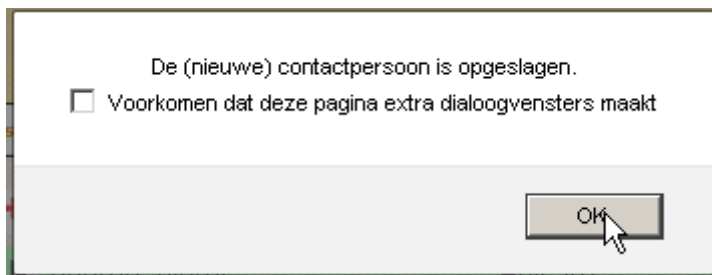 De (nieuwe) contactpersoon is opgeslagen.
Voorkomen dat deze pagina extra dialoogvensters maakt
OK